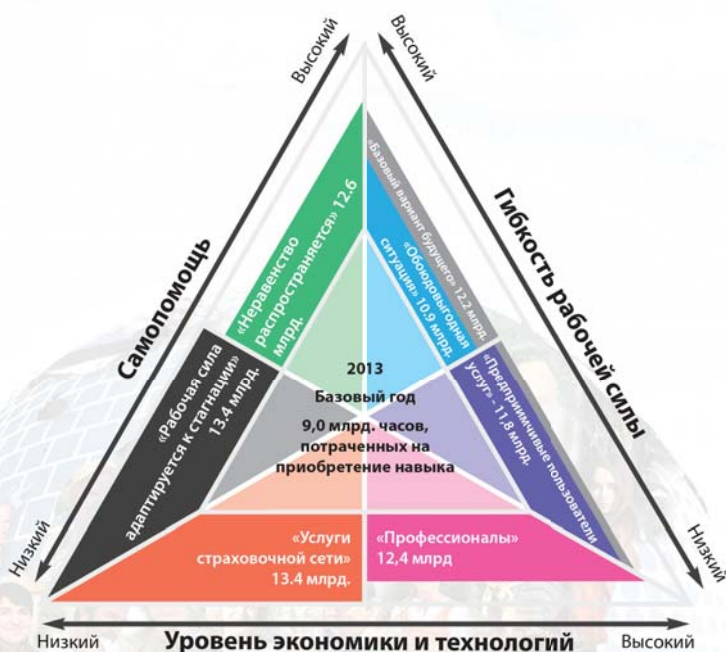 Высокий
Высокий
Самопомощь
Гибкость рабочей силы
«Неравенство
распространяется» 12.6
млрд.
«Базовый вариант будущего» 12.2 млрд.
«Обоюдовыгодная
ситуация» 10.9 млрд.
«Рабочая сила
адаптируется к стагнации»
13.4 млрд.
2013
Базовый год
9,0 млрд. часов,
потраченных на
приобретение навыка
«Предприимчивые пользователи
услуг» - 11,8 млрд.
«Услуги
страховочной сети»
13.4 млрд.
«Профессионалы»
12,4 млрд
Низкий
Низкий
Низкий
Уровень экономики и технологий
Высокий